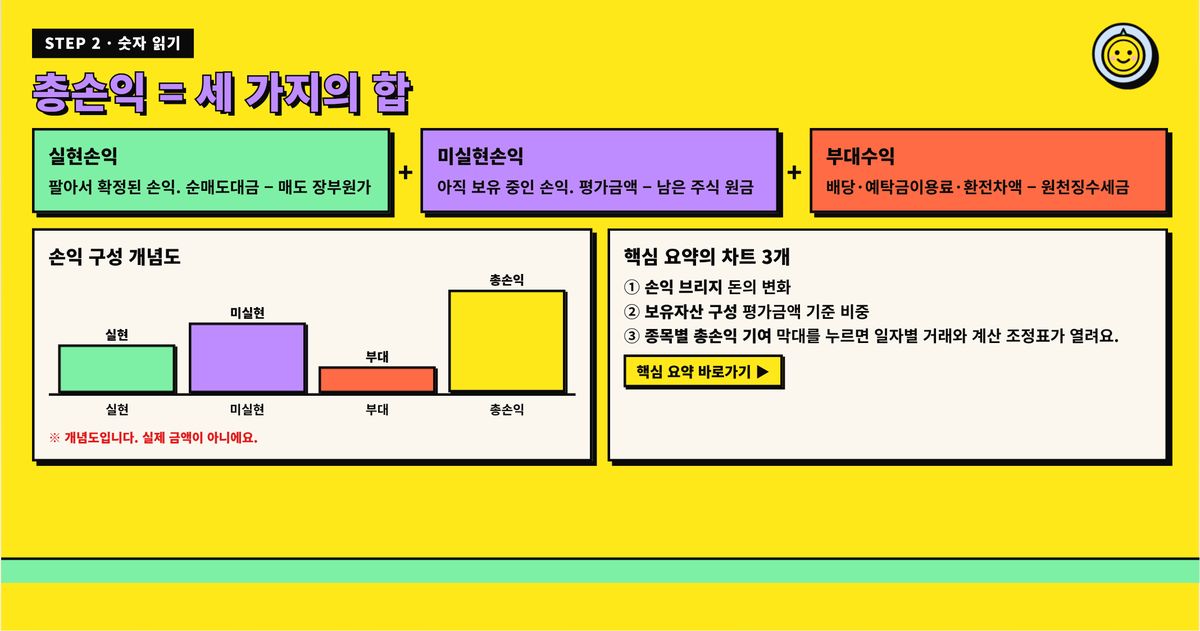 STEP 2 · 숫자 읽기
총손익 = 세 가지의 합
실현손익
팔아서 확정된 손익. 순매도대금 – 매도 장부원가
+
미실현손익
아직 보유 중인 손익. 평가금액 – 남은 주식 원금
+
부대수익
배당·예탁금이용료·환전차액 – 원천징수세금
손익 구성 개념도
총손익
미실현
실현
부대
실현
미실현
부대
총손익
※ 개념도입니다. 실제 금액이 아니에요.
핵심 요약의 차트 3개
① 손익 브리지 돈의 변화
② 보유자산 구성 평가금액 기준 비중
③ 종목별 총손익 기여 막대를 누르면 일자별 거래와 계산 조정표가 열려요.
핵심 요약 바로가기 ▶